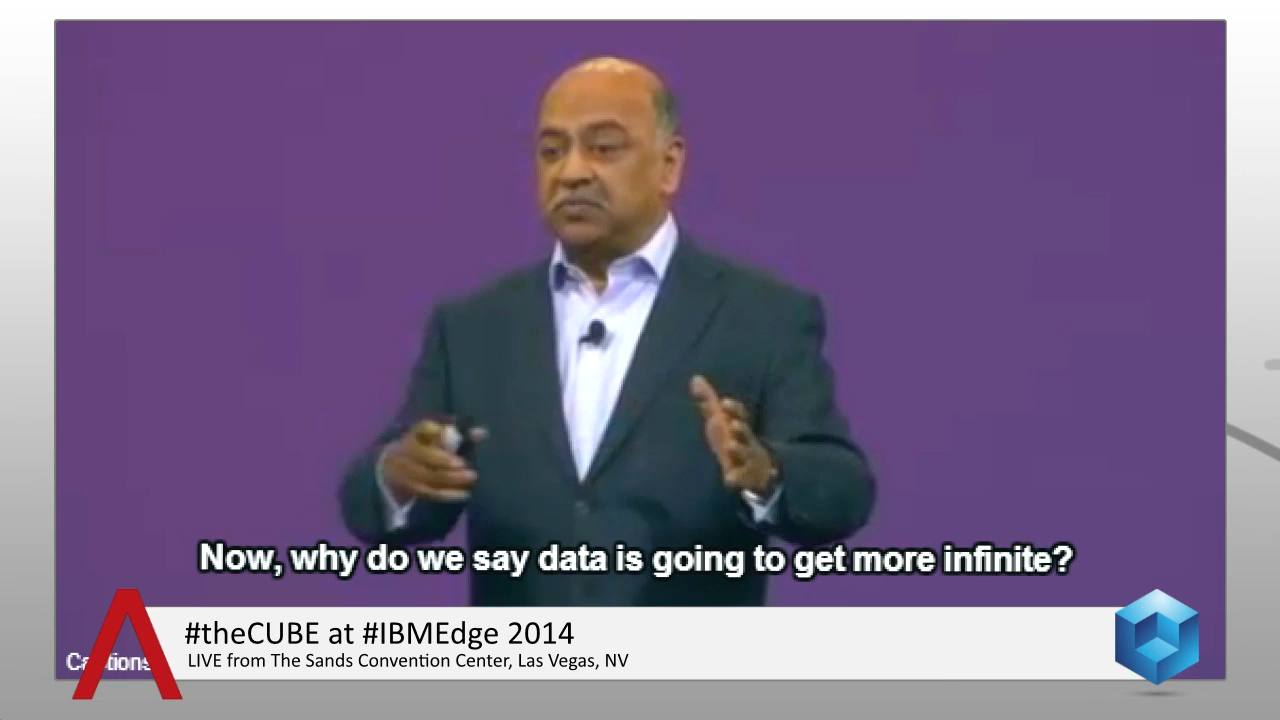 Now, why do we say data is going to get more infinite?
#theCUBE at #IBMEdge 2014
LIVE from The Sands Convention Center, Las Vegas, NV